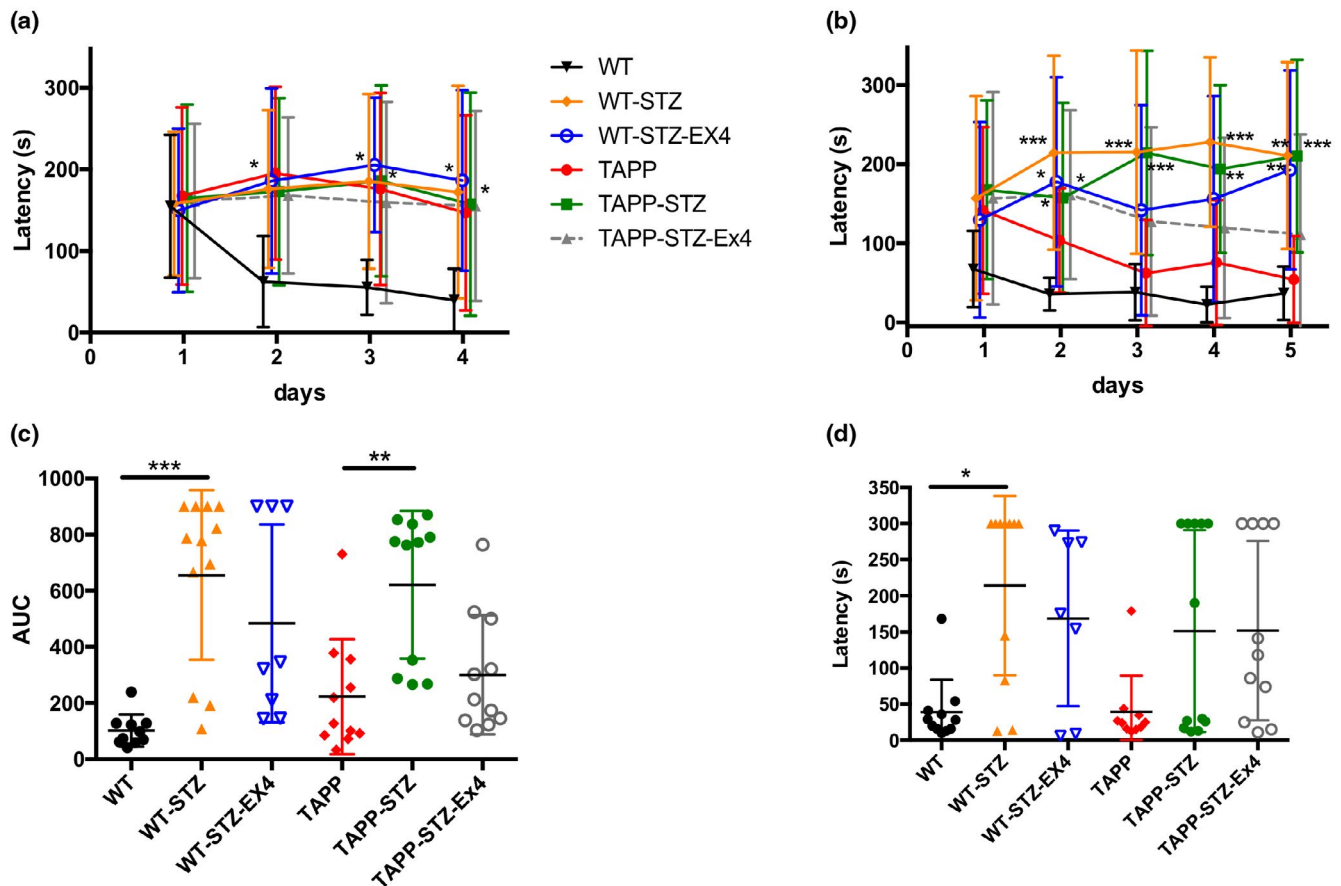 (a)
Latency (s)
300
200
100
0
* * *
* *
0 1 2 3 4
days
WT
WT-STZ
WT-STZ-EX4
TAPP
TAPP-STZ
TAPP-STZ-Ex4
(b)
Latency (s)
300
200
100
0
*** *** *** ** ***
* * *** ** **
*
0 1 2 3 4 5
days
(c)
AUC
1000
800
600
400
200
0
*** **
WT WT-STZ WT-STZ-EX4 TAPP TAPP-STZ TAPP-STZ-Ex4
(d)
Latency (s)
350
300
250
200
150
100
50
0
*
WT WT-STZ WT-STZ-EX4 TAPP TAPP-STZ TAPP-STZ-Ex4